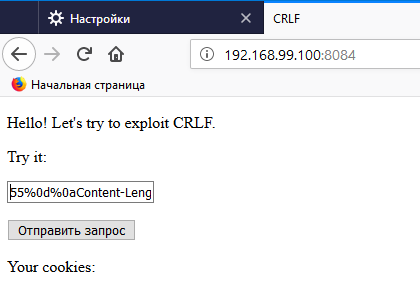 Настройки
CRLF
192.168.99.100:8084
Начальная страница
Hello! Let's try to exploit CRLF.
Try it:
55%0d%0aContent-Leng
Отправить запрос
Your cookies: